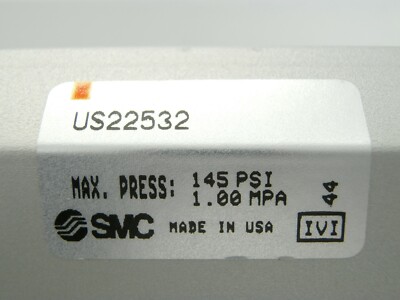 US22532
MAX. PRESS: 145 PSI
1.00 MPA
44
SMC MADE IN USA IVI